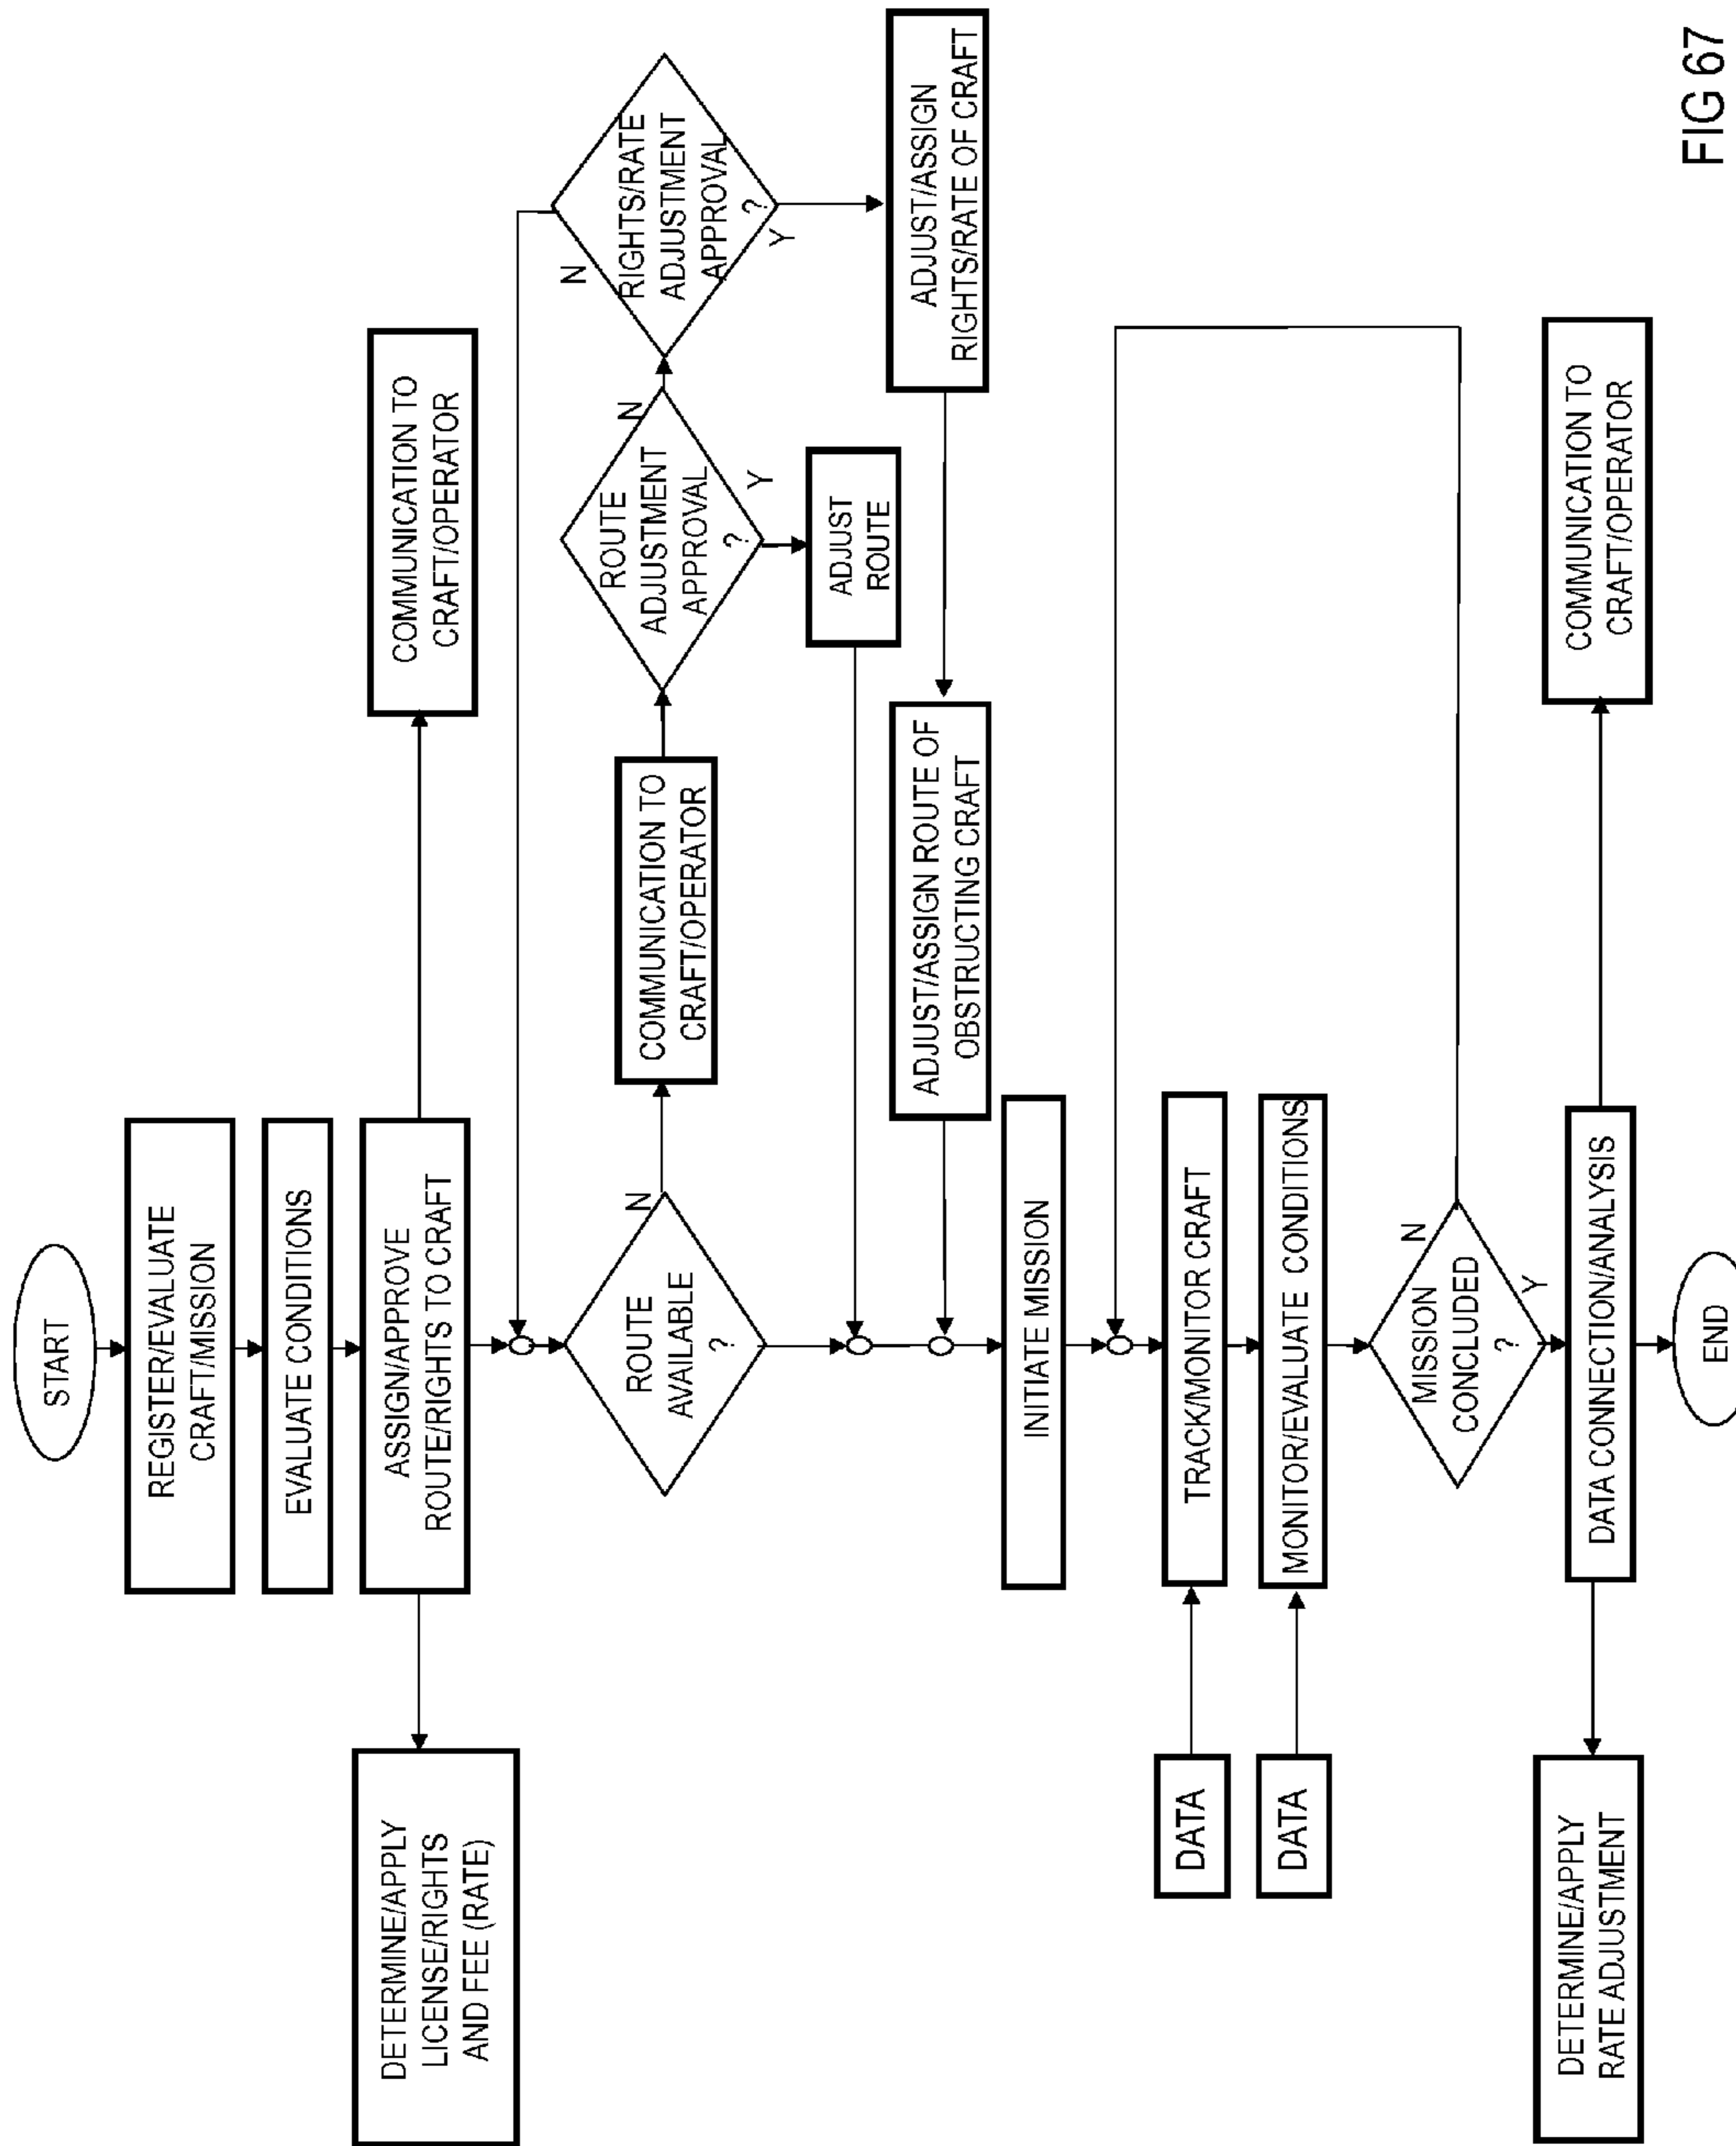 START
REGISTER/EVALUATE
CRAFT/MISSION
EVALUATE CONDITIONS
ASSIGN/APPROVE
ROUTE/RIGHTS TO CRAFT
DETERMINE/APPLY
LICENSE/RIGHTS
AND FEE (RATE)
COMMUNICATION TO
CRAFT/OPERATOR
ROUTE
AVAILABLE
?
N
COMMUNICATION TO
CRAFT/OPERATOR
ROUTE
ADJUSTMENT
APPROVAL
?
N
Y
RIGHTS/RATE
ADJUSTMENT
APPROVAL
?
N
Y
ADJUST
ROUTE
ADJUST/ASSIGN
RIGHTS/RATE OF CRAFT
ADJUST/ASSIGN ROUTE OF
OBSTRUCTING CRAFT
INITIATE MISSION
DATA
TRACK/MONITOR CRAFT
DATA
MONITOR/EVALUATE CONDITIONS
MISSION
CONCLUDED
?
N
Y
DATA CONNECTION/ANALYSIS
DETERMINE/APPLY
RATE ADJUSTMENT
COMMUNICATION TO
CRAFT/OPERATOR
END
FIG 67